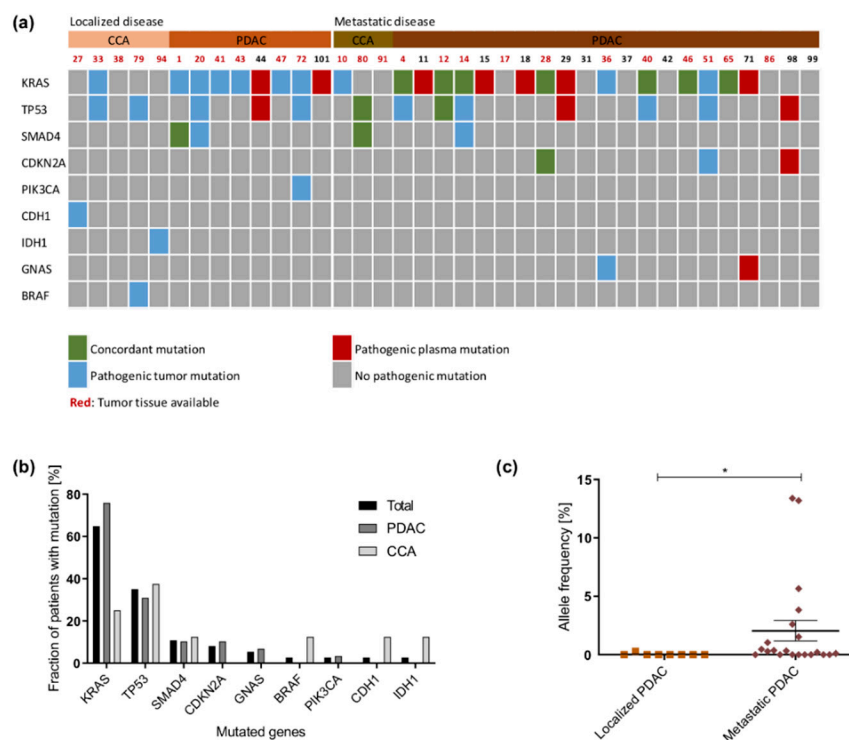 (a)
Localized disease
Metastatic disease
CCA
PDAC
CCA
PDAC
27 33 38 79 94 1 20 41 43 44 47 72 101 10 80 91 4 11 12 14 15 17 18 28 29 31 36 37 40 42 46 51 65 71 86 98 99
KRAS
TP53
SMAD4
CDKN2A
PIK3CA
CDH1
IDH1
GNAS
BRAF
Concordant mutation
Pathogenic plasma mutation
Pathogenic tumor mutation
No pathogenic mutation
Red: Tumor tissue available
(b)
Fraction of patients with mutation [%]
80
60
40
20
0
Total
PDAC
CCA
KRAS
TP53
SMAD4
CDKN2A
GNAS
BRAF
PIK3CA
CDH1
IDH1
Mutated genes
(c)
*
Allele frequency [%]
15
10
5
0
Localized PDAC
Metastatic PDAC